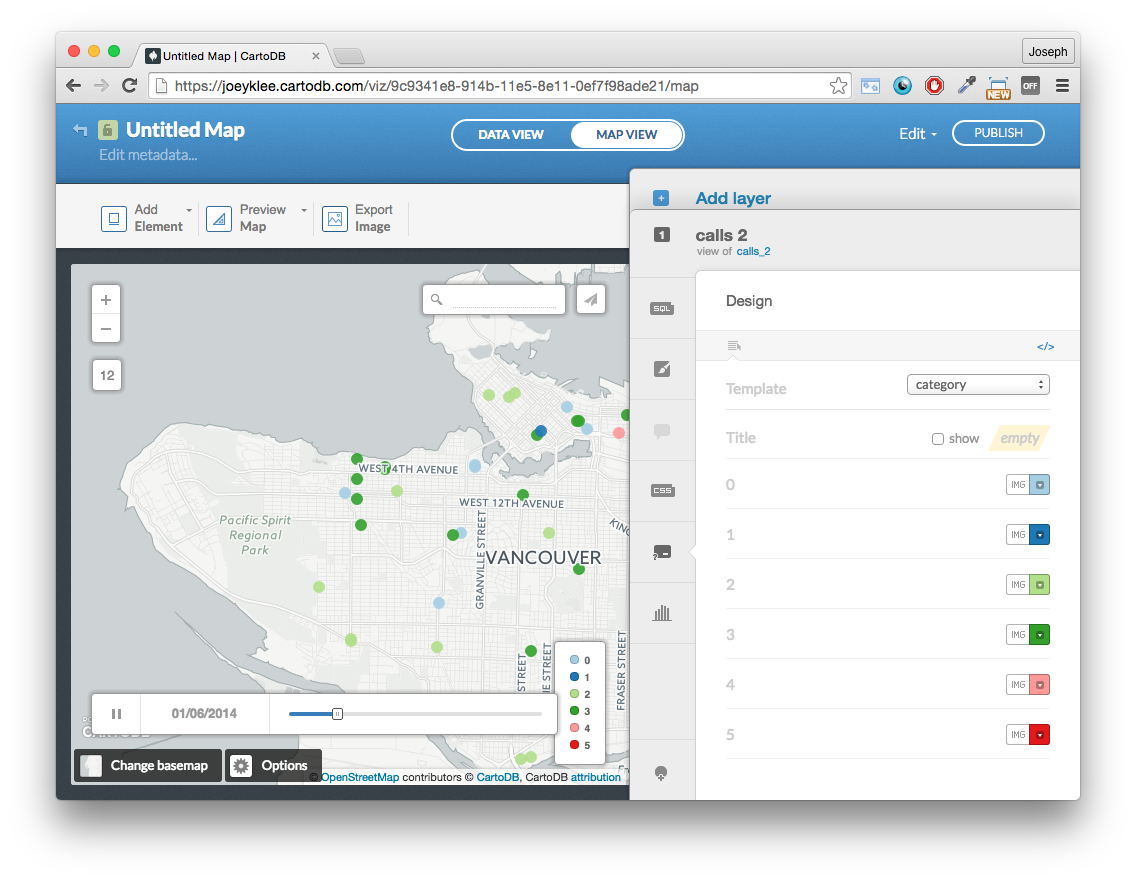 Untitled Map | CartoDB
Joseph
https://joeyklee.cartodb.com/viz/9c9341e8-914b-11e5-8e11-0ef7f98ade21/map
NEW
OFF
Untitled Map
Edit metadata...
DATA VIEW
MAP VIEW
Edit
PUBLISH
Add Element
Preview Map
Export Image
Add layer
1
calls 2
view of calls_2
SQL
CSS
Design
</>
Template
category
Title
show
empty
0
IMG
1
IMG
2
IMG
3
IMG
4
IMG
5
IMG
+
−
12
WEST 4TH AVENUE
WEST 12TH AVENUE
Pacific Spirit
Regional
Park
GRANVILLE STREET
VANCOUVER
STREET
FRASER STREET
0
1
2
3
4
5
01/06/2014
CARTODB
Change basemap
Options
© OpenStreetMap contributors © CartoDB, CartoDB attribution